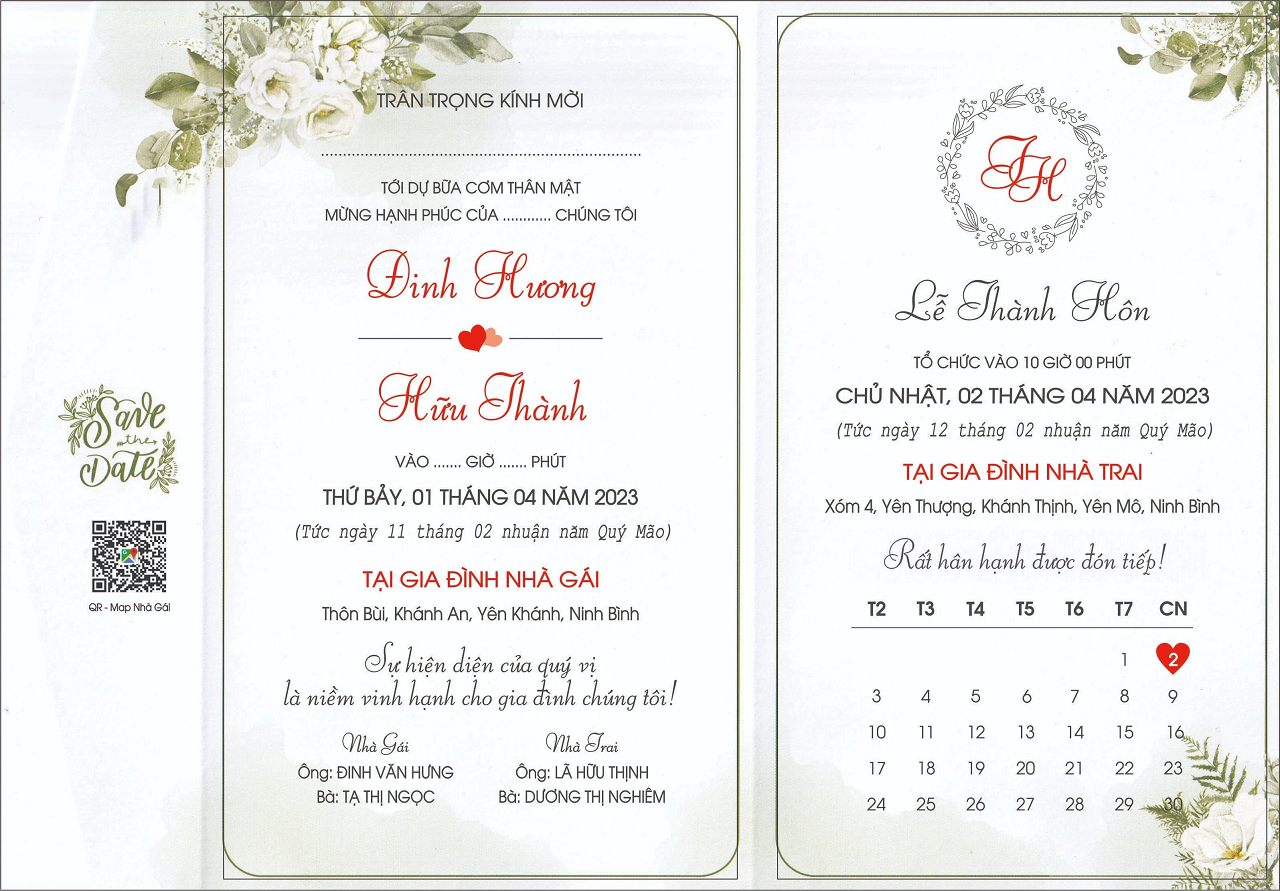 Save
the
Date
QR - Map Nhà Gái
TRÂN TRỌNG KÍNH MỜI
................................................................................
TỚI DỰ BỮA CƠM THÂN MẬT
MỪNG HẠNH PHÚC CỦA ............ CHÚNG TÔI
Đinh Hương
Hữu Thành
VÀO ....... GIỜ ....... PHÚT
THỨ BẢY, 01 THÁNG 04 NĂM 2023
(Tức ngày 11 tháng 02 nhuận năm Quý Mão)
TẠI GIA ĐÌNH NHÀ GÁI
Thôn Bùi, Khánh An, Yên Khánh, Ninh Bình
Sự hiện diện của quý vị
là niềm vinh hạnh cho gia đình chúng tôi!
Nhà Gái
Ông: ĐINH VĂN HƯNG
Bà: TẠ THỊ NGỌC
Nhà Trai
Ông: LÃ HỮU THỊNH
Bà: DƯƠNG THỊ NGHIÊM
TH
Lễ Thành Hôn
TỔ CHỨC VÀO 10 GIỜ 00 PHÚT
CHỦ NHẬT, 02 THÁNG 04 NĂM 2023
(Tức ngày 12 tháng 02 nhuận năm Quý Mão)
TẠI GIA ĐÌNH NHÀ TRAI
Xóm 4, Yên Thượng, Khánh Thịnh, Yên Mô, Ninh Bình
Rất hân hạnh được đón tiếp!
T2 T3 T4 T5 T6 T7 CN
1 2
3 4 5 6 7 8 9
10 11 12 13 14 15 16
17 18 19 20 21 22 23
24 25 26 27 28 29 30